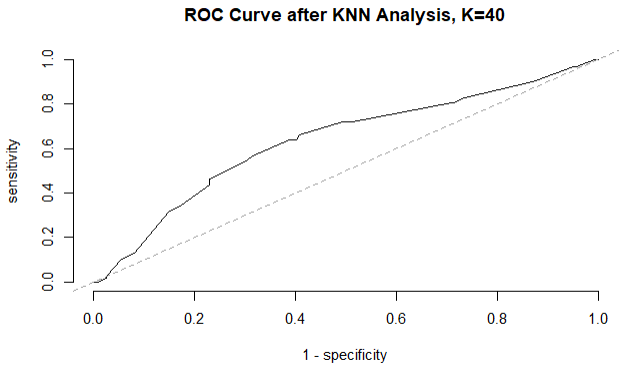 ROC Curve after KNN Analysis, K=40
sensitivity
1.0
0.8
0.6
0.4
0.2
0.0
0.0 0.2 0.4 0.6 0.8 1.0
1 - specificity